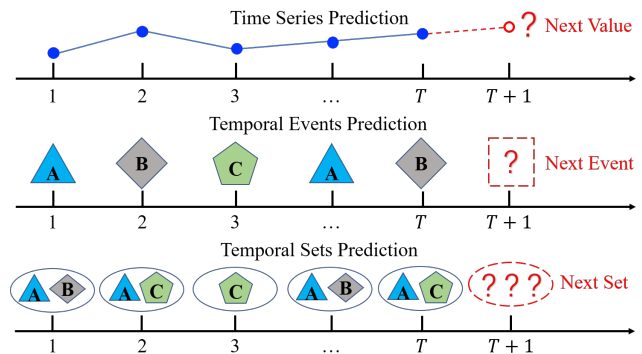 Time Series Prediction
? Next Value
1 2 3 ... T T + 1
Temporal Events Prediction
A B C A B ? Next Event
1 2 3 ... T T + 1
Temporal Sets Prediction
A B A C C A B A C ? ? ? Next Set
1 2 3 ... T T + 1